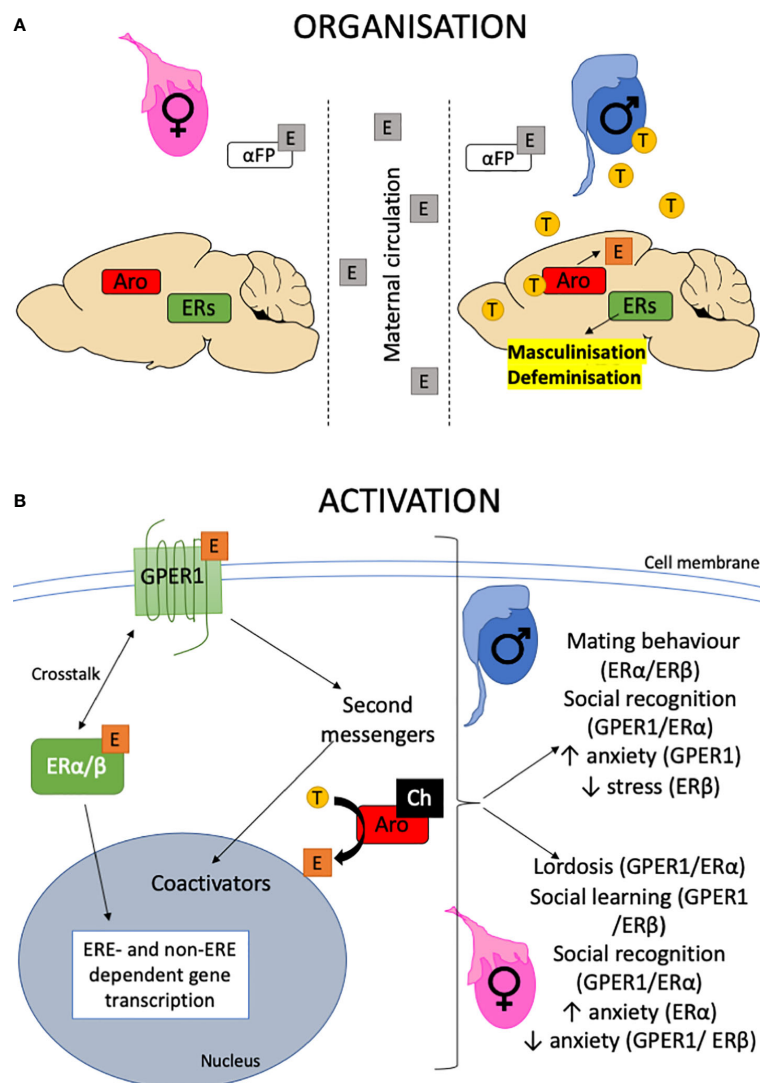 A
ORGANISATION
♀
αFP
E
Aro
ERs
E
E
E
E
Maternal circulation
αFP
E
♂
T
T
T
T
T
T
Aro
E
ERs
Masculinisation
Defeminisation
B
ACTIVATION
GPER1
E
Cell membrane
Crosstalk
ERα/β
E
Second
messengers
T
Ch
Aro
E
Coactivators
ERE- and non-ERE
dependent gene
transcription
Nucleus
♂
Mating behaviour
(ERα/ERβ)
Social recognition
(GPER1/ERα)
↑ anxiety (GPER1)
↓ stress (ERβ)
♀
Lordosis (GPER1/ERα)
Social learning (GPER1
/ERβ)
Social recognition
(GPER1/ERα)
↑ anxiety (ERα)
↓ anxiety (GPER1/ ERβ)